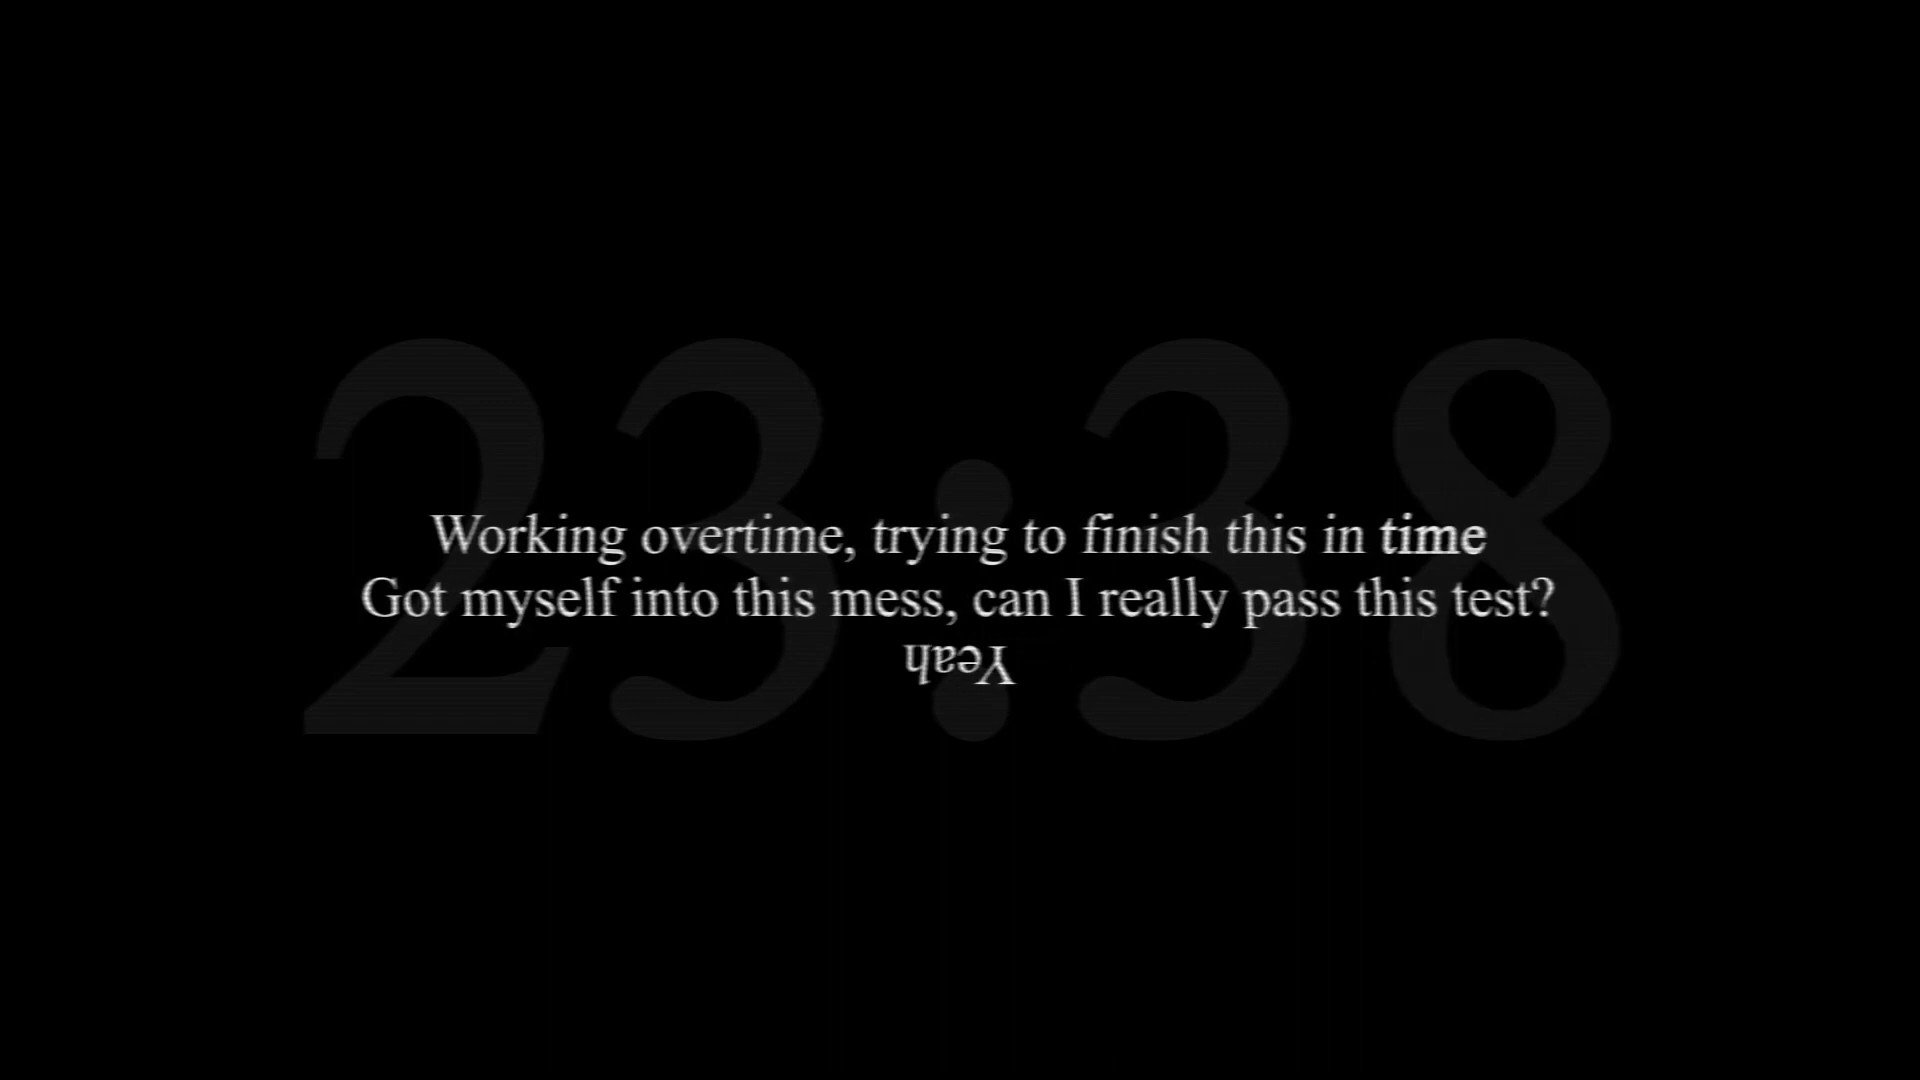 23:38
Working overtime, trying to finish this in time
Got myself into this mess, can I really pass this test?
Yeah